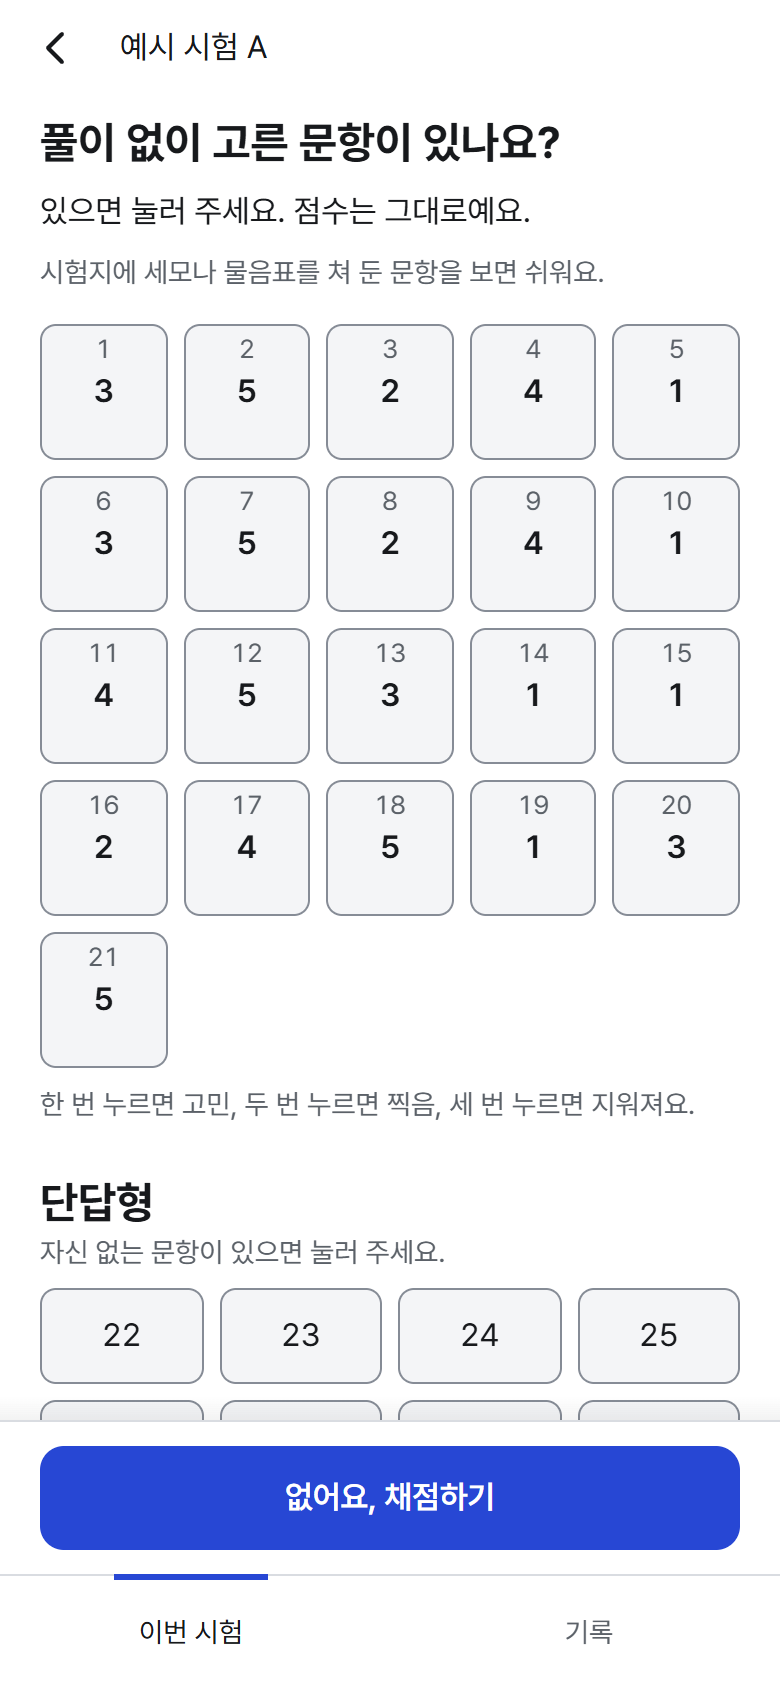 예시 시험 A
풀이 없이 고른 문항이 있나요?
있으면 눌러 주세요. 점수는 그대로예요.
시험지에 세모나 물음표를 쳐 둔 문항을 보면 쉬워요.
1 2 3 4 5
3 5 2 4 1
6 7 8 9 10
3 5 2 4 1
11 12 13 14 15
4 5 3 1 1
16 17 18 19 20
2 4 5 1 3
21
5
한 번 누르면 고민, 두 번 누르면 찍음, 세 번 누르면 지워져요.
단답형
자신 없는 문항이 있으면 눌러 주세요.
22 23 24 25
없어요, 채점하기
이번 시험 기록